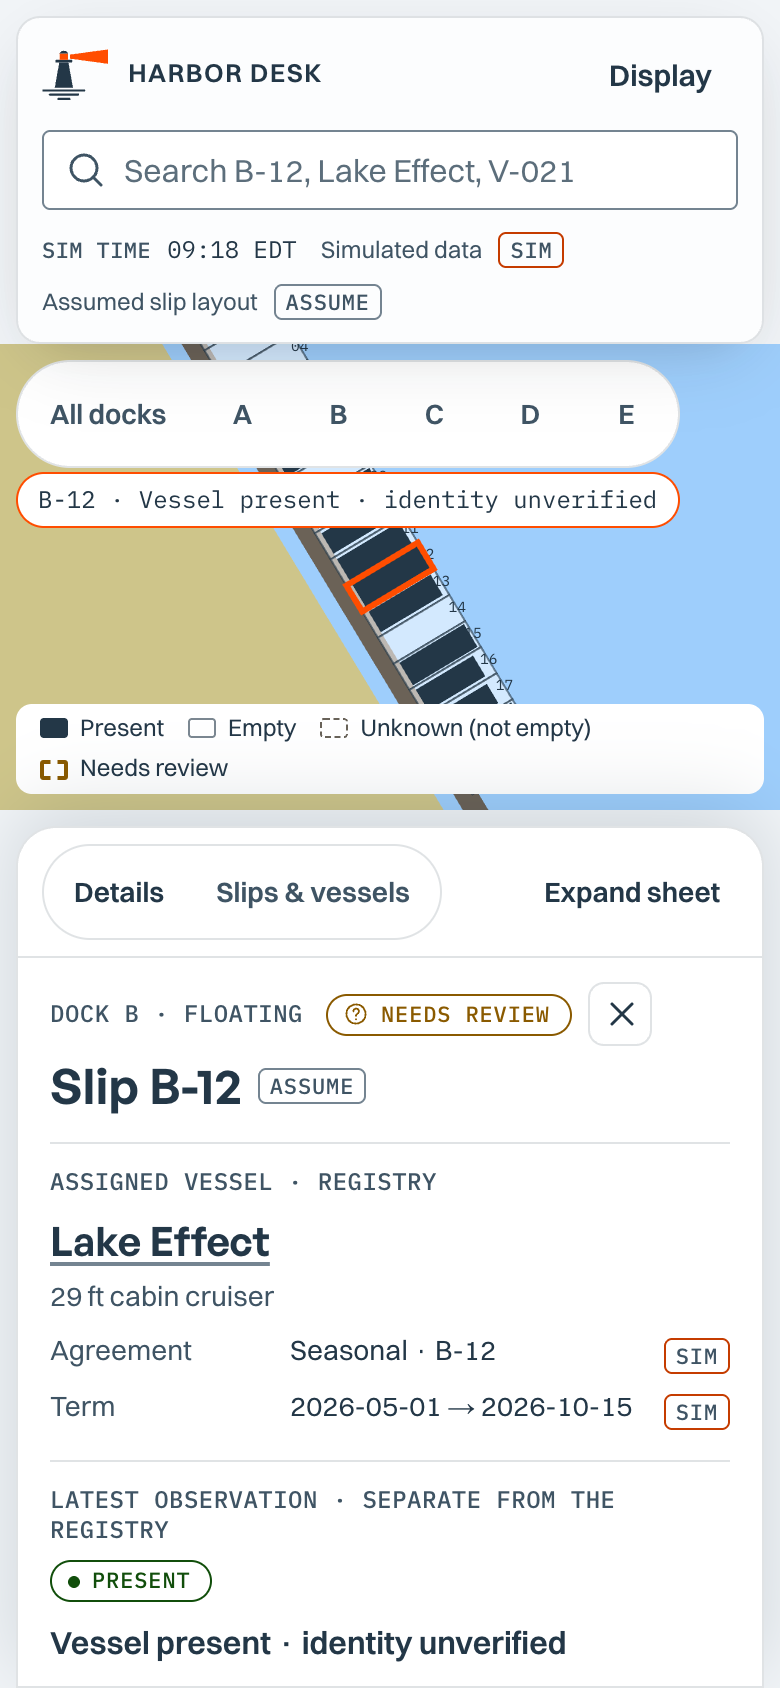 HARBOR DESK
Display
Search B-12, Lake Effect, V-021
SIM TIME 09:18 EDT Simulated data SIM
Assumed slip layout ASSUME
04
All docks A B C D E
B-12 · Vessel present · identity unverified
11
2
13
14
15
16
17
Present Empty Unknown (not empty)
Needs review
Details Slips & vessels Expand sheet
DOCK B · FLOATING NEEDS REVIEW
Slip B-12 ASSUME
ASSIGNED VESSEL · REGISTRY
Lake Effect
29 ft cabin cruiser
Agreement Seasonal · B-12 SIM
Term 2026-05-01 → 2026-10-15 SIM
LATEST OBSERVATION · SEPARATE FROM THE
REGISTRY
PRESENT
Vessel present · identity unverified